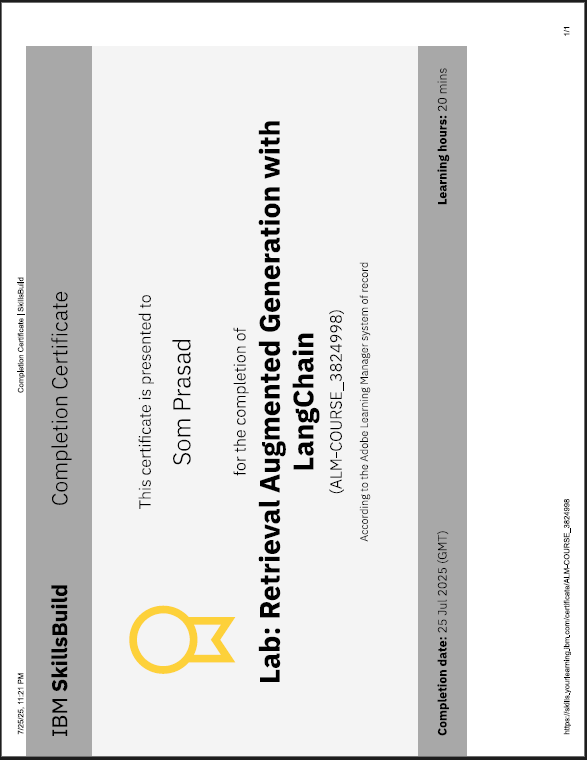 7/25/25, 11:21 PM
Completion Certificate | SkillsBuild
IBM SkillsBuild
Completion Certificate
This certificate is presented to
Som Prasad
for the completion of
Lab: Retrieval Augmented Generation with
LangChain
(ALM-COURSE_3824998)
According to the Adobe Learning Manager system of record
Completion date: 25 Jul 2025 (GMT)
Learning hours: 20 mins
https://skills.yourlearning.ibm.com/certificate/ALM-COURSE_3824998
1/1